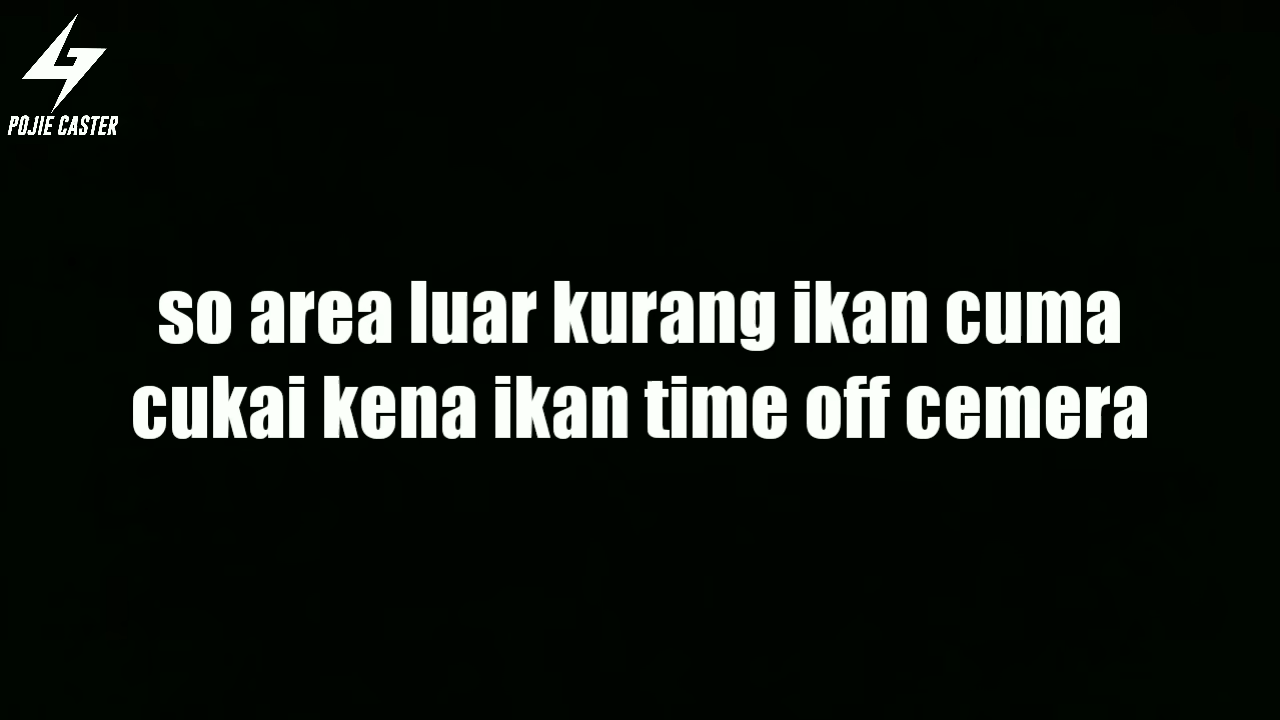 POJIE CASTER
so area luar kurang ikan cuma
cukai kena ikan time off cemera